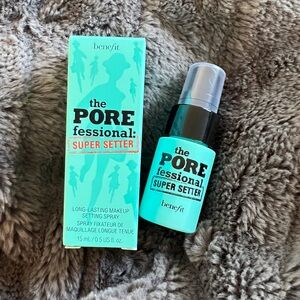 benefit
the
PORE
fessional:
SUPER SETTER
LONG-LASTING MAKEUP
SETTING SPRAY
SPRAY FIXATEUR DE
MAQUILLAGE LONGUE TENUE
15 mL / 0.5 US fl. oz.
the
PORE
fessional:
SUPER SETTER
benefit